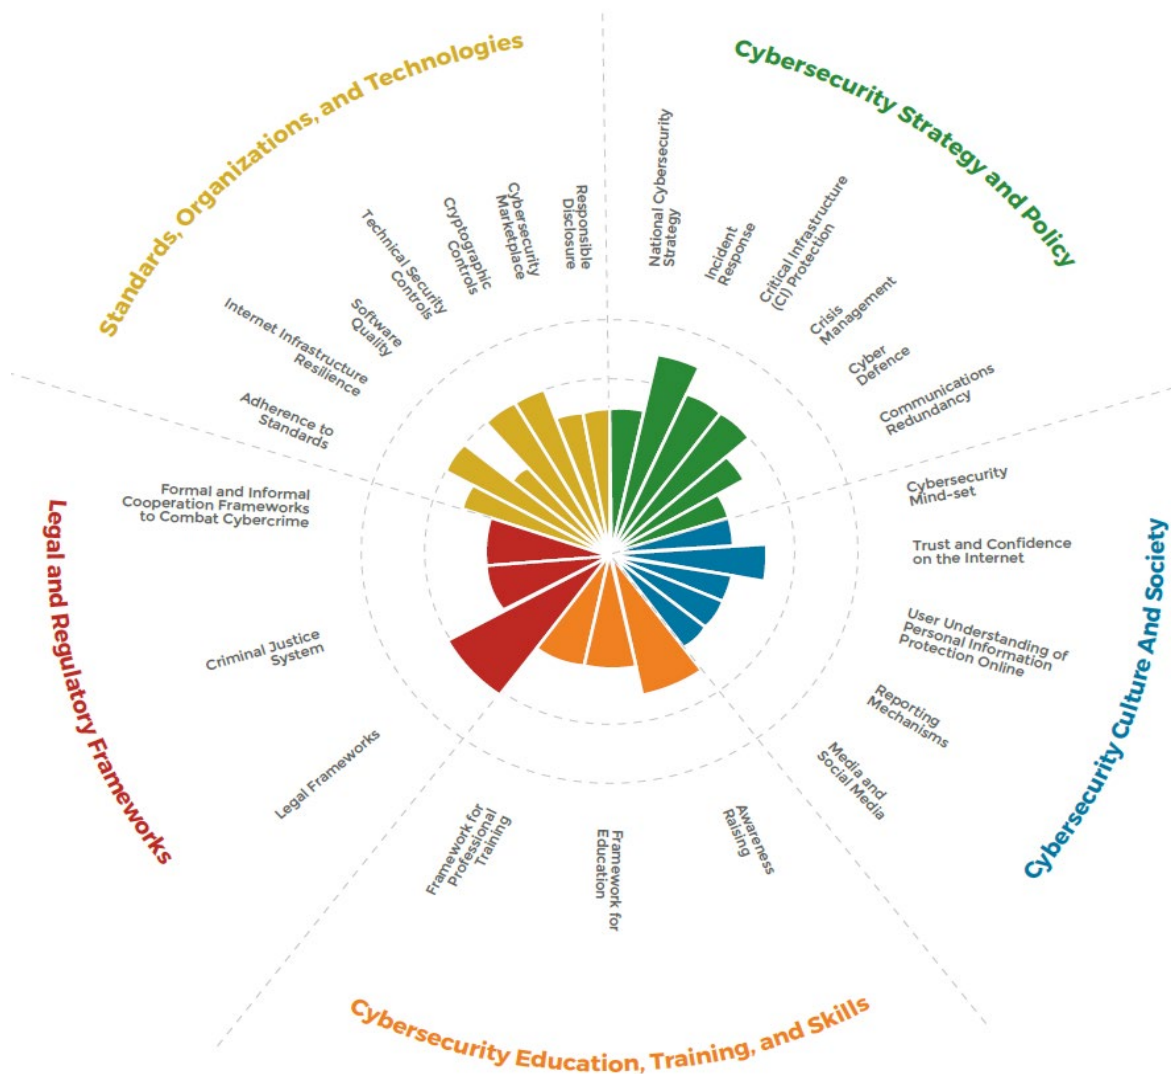 Cybersecurity Strategy and Policy
National Cybersecurity
Strategy
Incident
Response
Critical Infrastructure
(CI) Protection
Crisis
Management
Cyber
Defence
Communications
Redundancy
Cybersecurity Culture And Society
Cybersecurity
Mind-set
Trust and Confidence
on the Internet
User Understanding of
Personal Information
Protection Online
Reporting
Mechanisms
Media and
Social Media
Cybersecurity Education, Training, and Skills
Awareness
Raising
Framework for
Education
Framework for
Professional
Training
Legal and Regulatory Frameworks
Legal Frameworks
Criminal Justice
System
Formal and Informal
Cooperation Frameworks
to Combat Cybercrime
Standards, Organizations, and Technologies
Adherence to
Standards
Internet Infrastructure
Resilience
Software
Quality
Technical Security
Controls
Cryptographic
Controls
Cybersecurity
Marketplace
Responsible
Disclosure